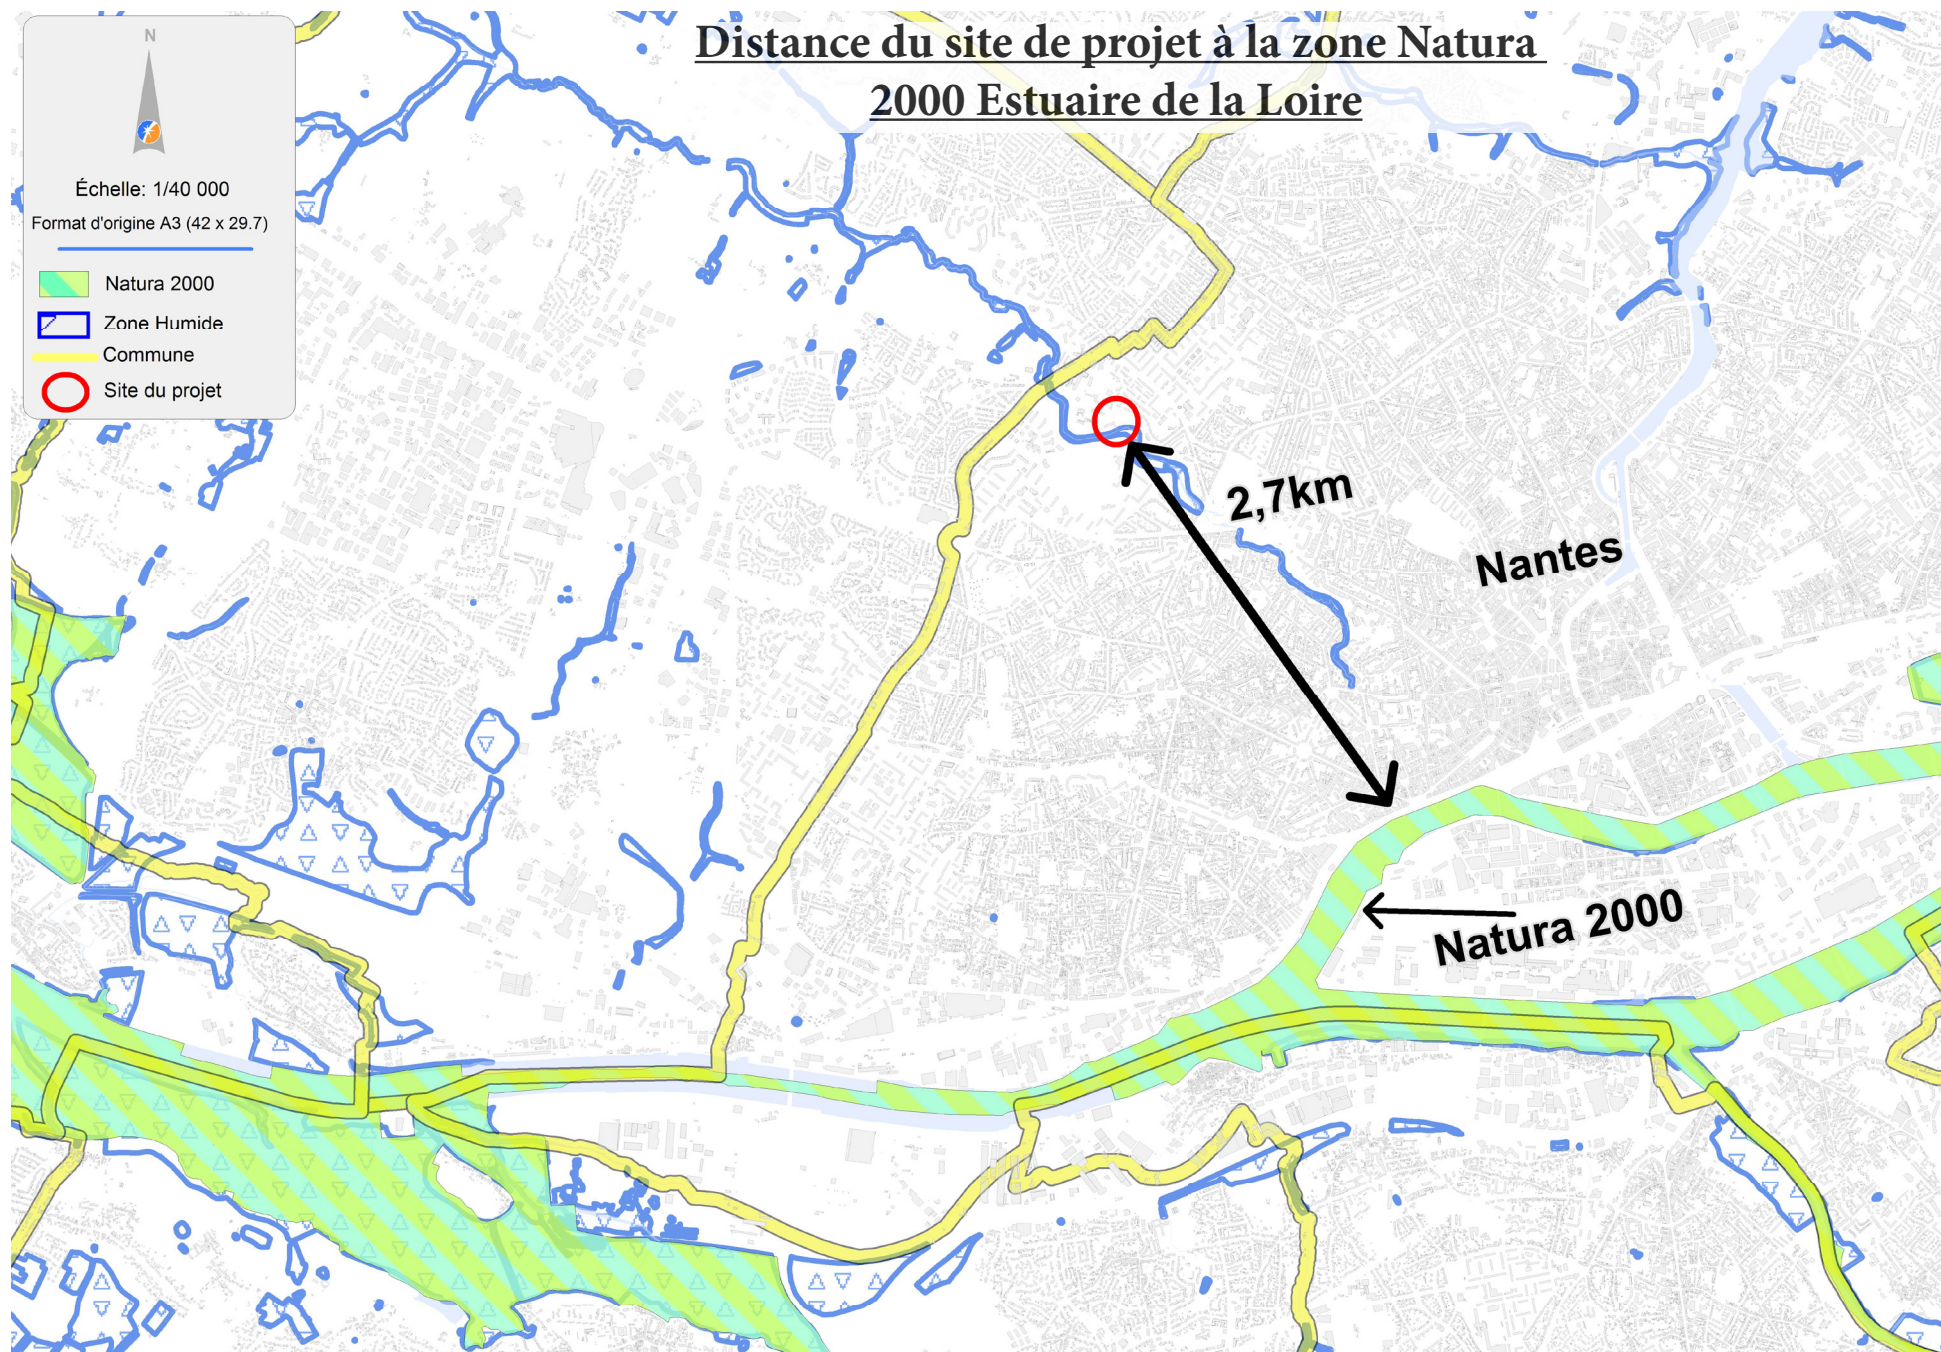 Distance du site de projet à la zone Natura
2000 Estuaire de la Loire
N
Échelle: 1/40 000
Format d'origine A3 (42 x 29.7)
Natura 2000
Zone Humide
Commune
Site du projet
2,7km
Nantes
Natura 2000